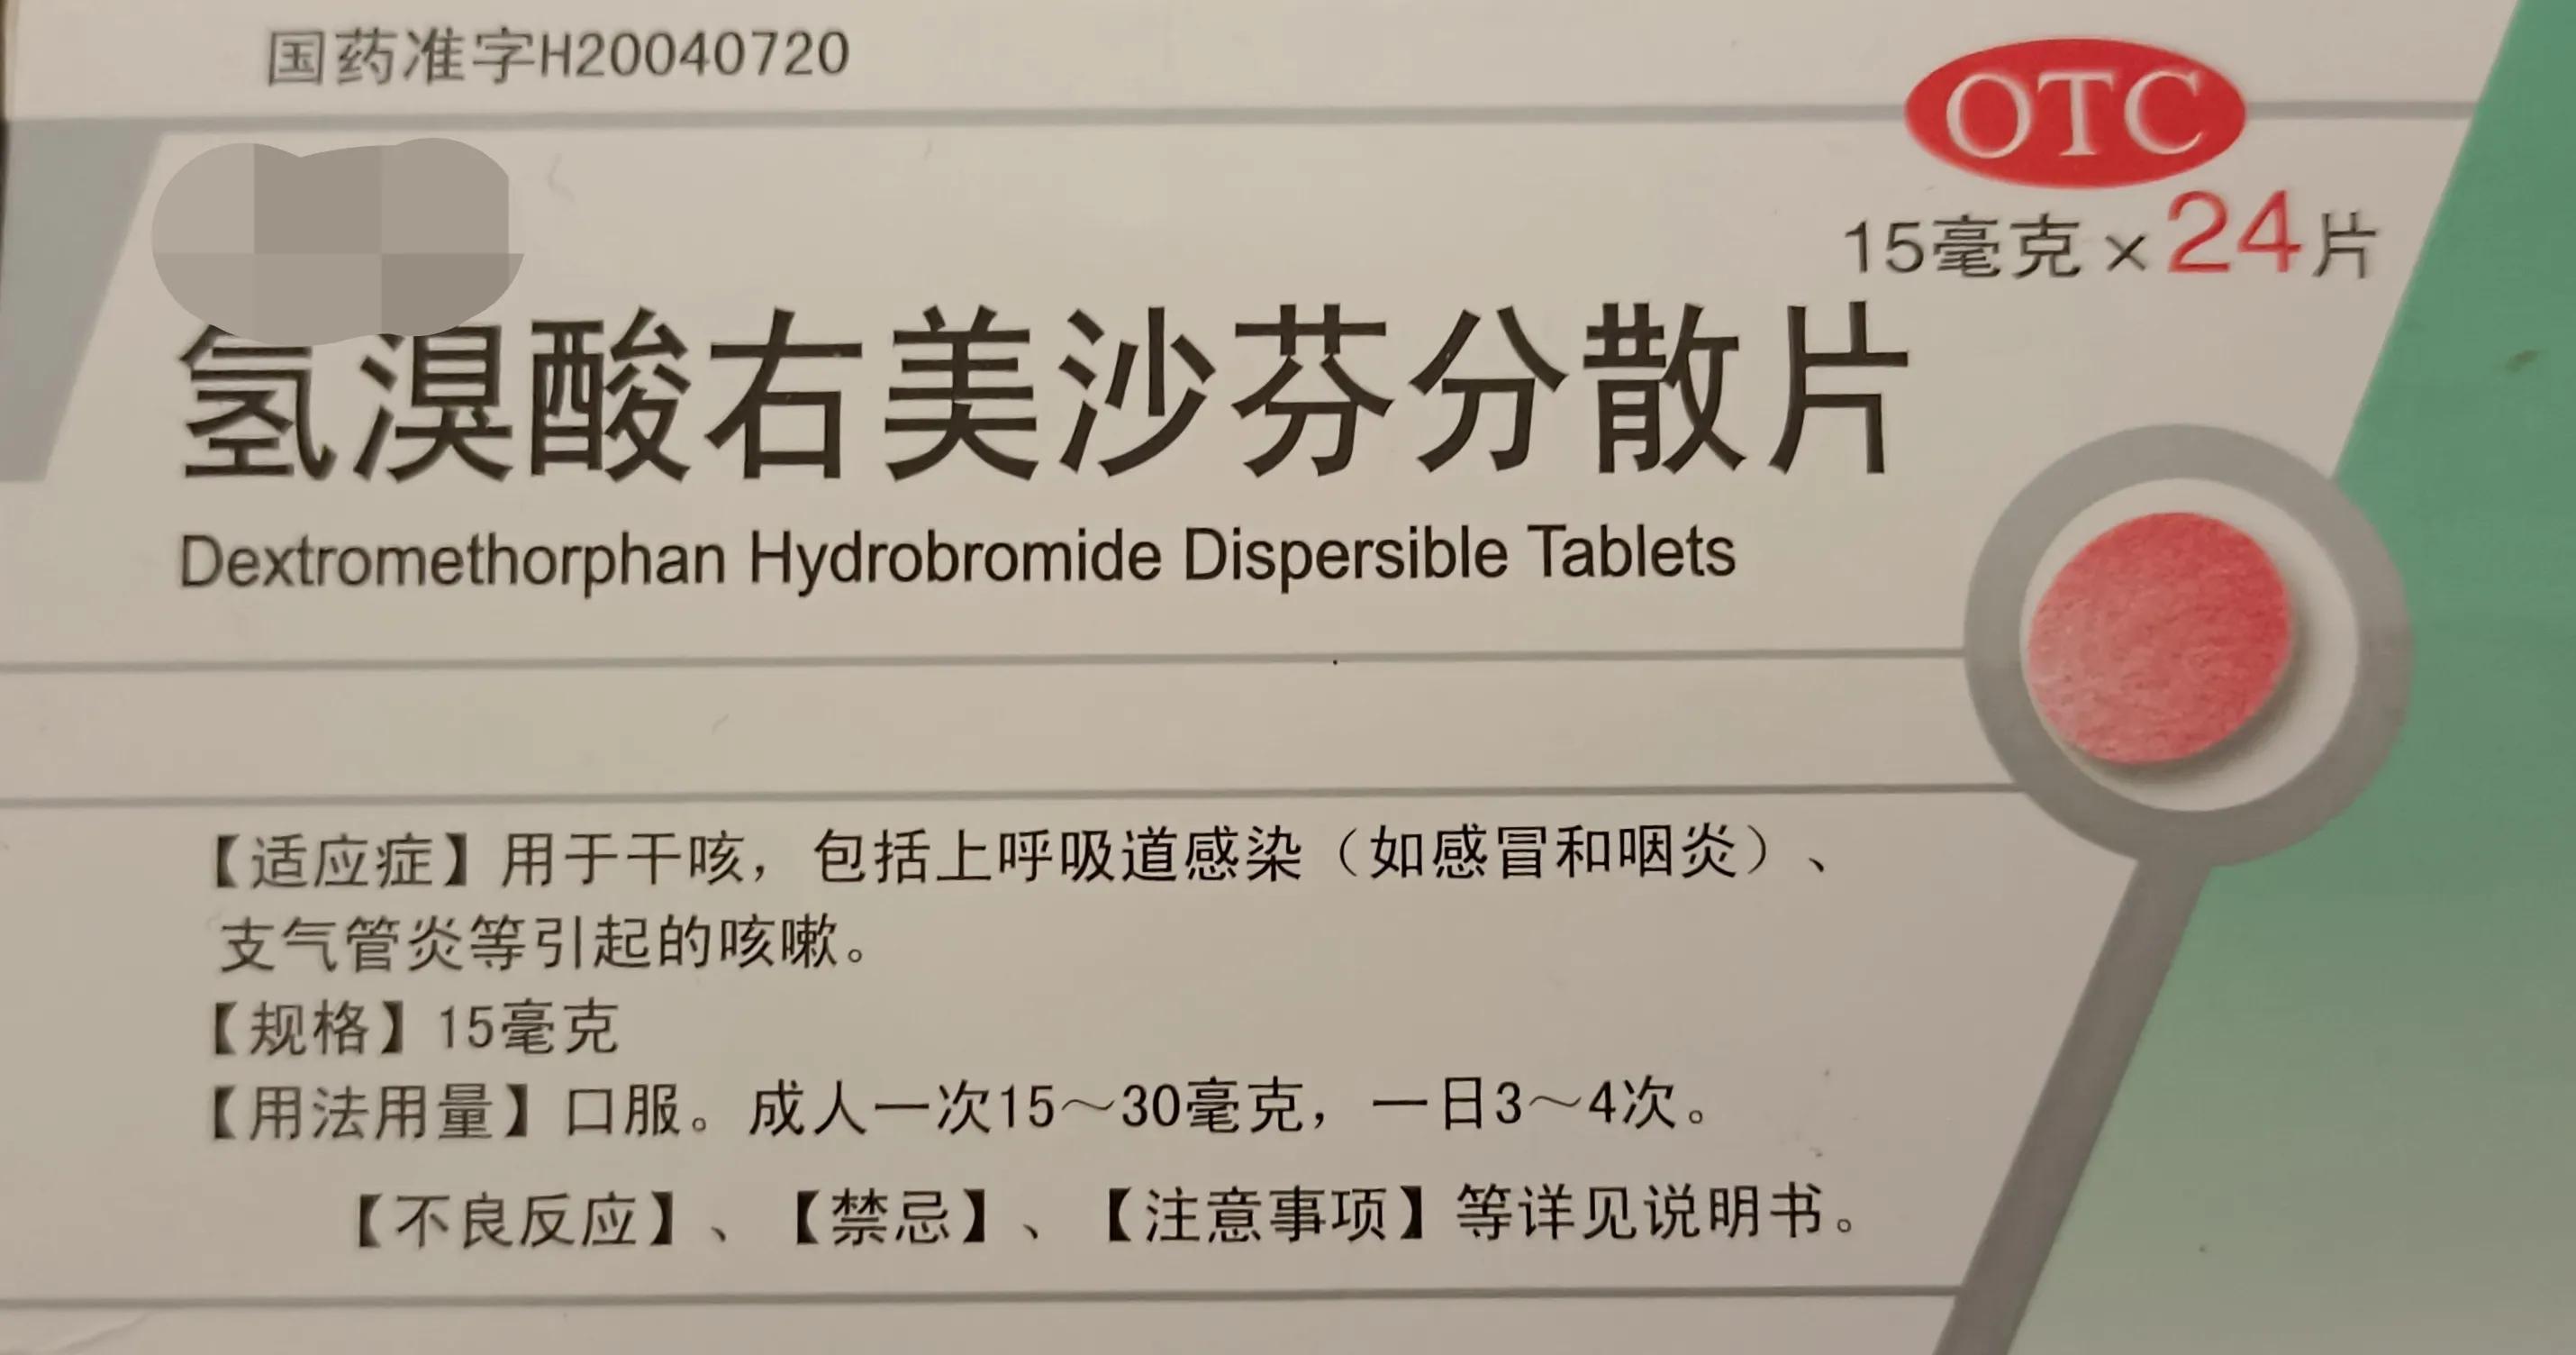 国药准字H20040720
OTC
15毫克×24片
氢溴酸右美沙芬分散片
Dextromethorphan Hydrobromide Dispersible Tablets
【适应症】用于干咳，包括上呼吸道感染（如感冒和咽炎）、
支气管炎等引起的咳嗽。
【规格】15毫克
【用法用量】口服。成人一次15～30毫克，一日3～4次。
【不良反应】、【禁忌】、【注意事项】等详见说明书。